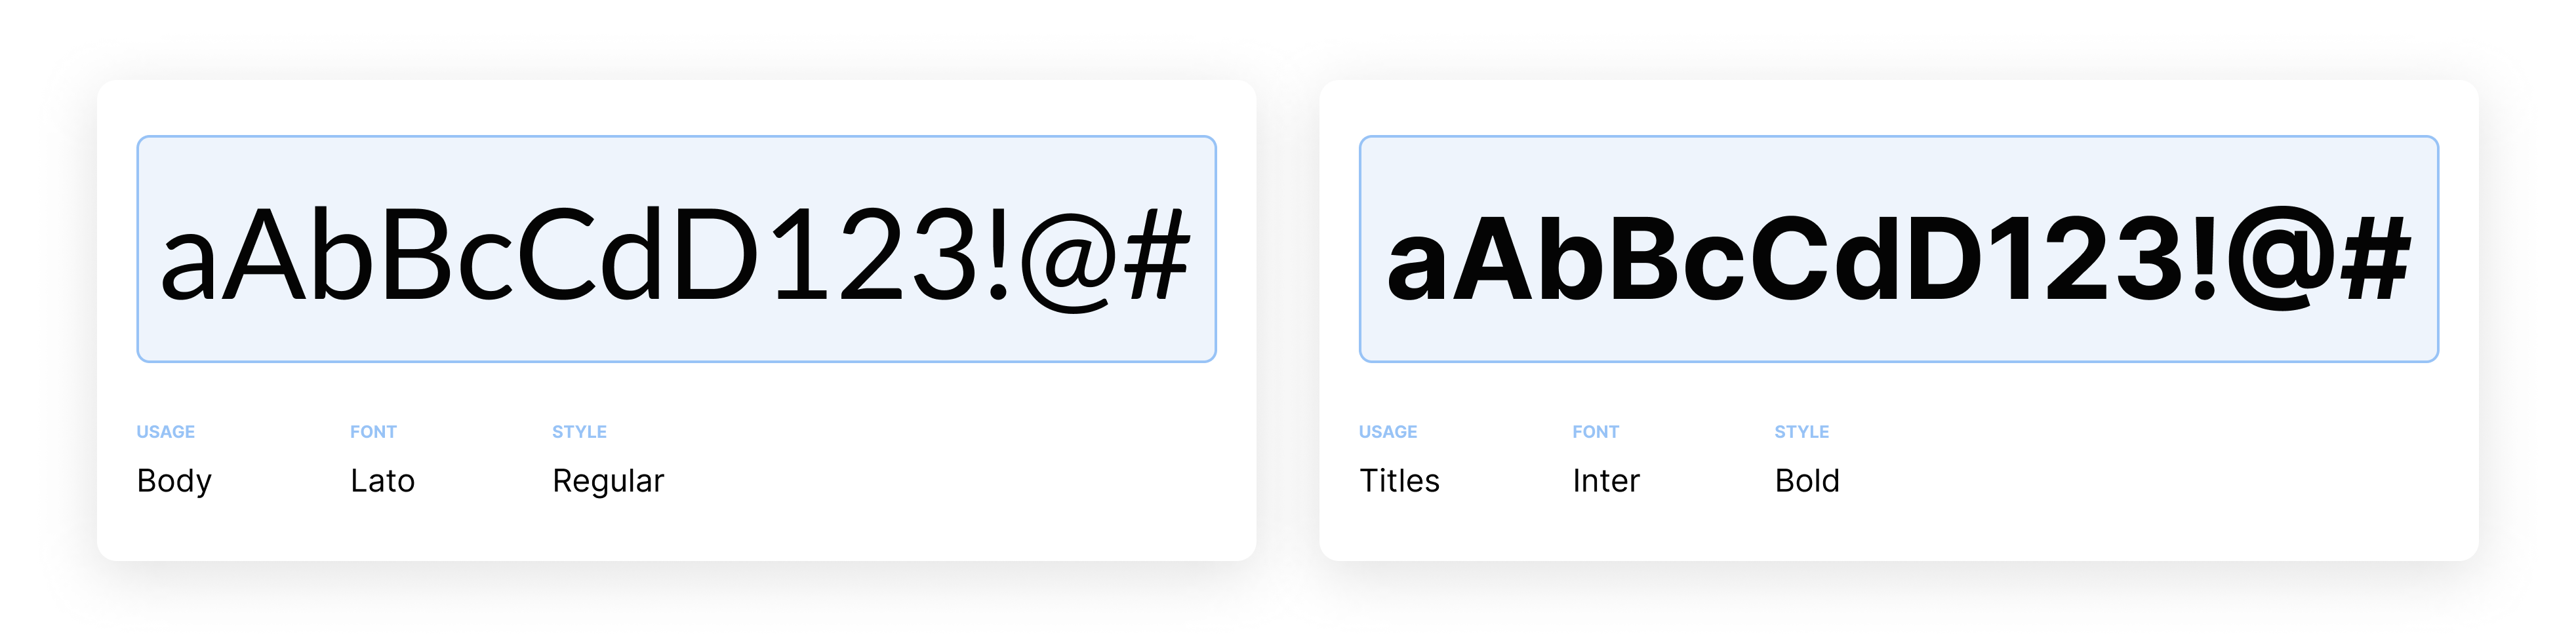 aAbBcCdD123!@#
USAGE FONT STYLE
Body Lato Regular
aAbBcCdD123!@#
USAGE FONT STYLE
Titles Inter Bold